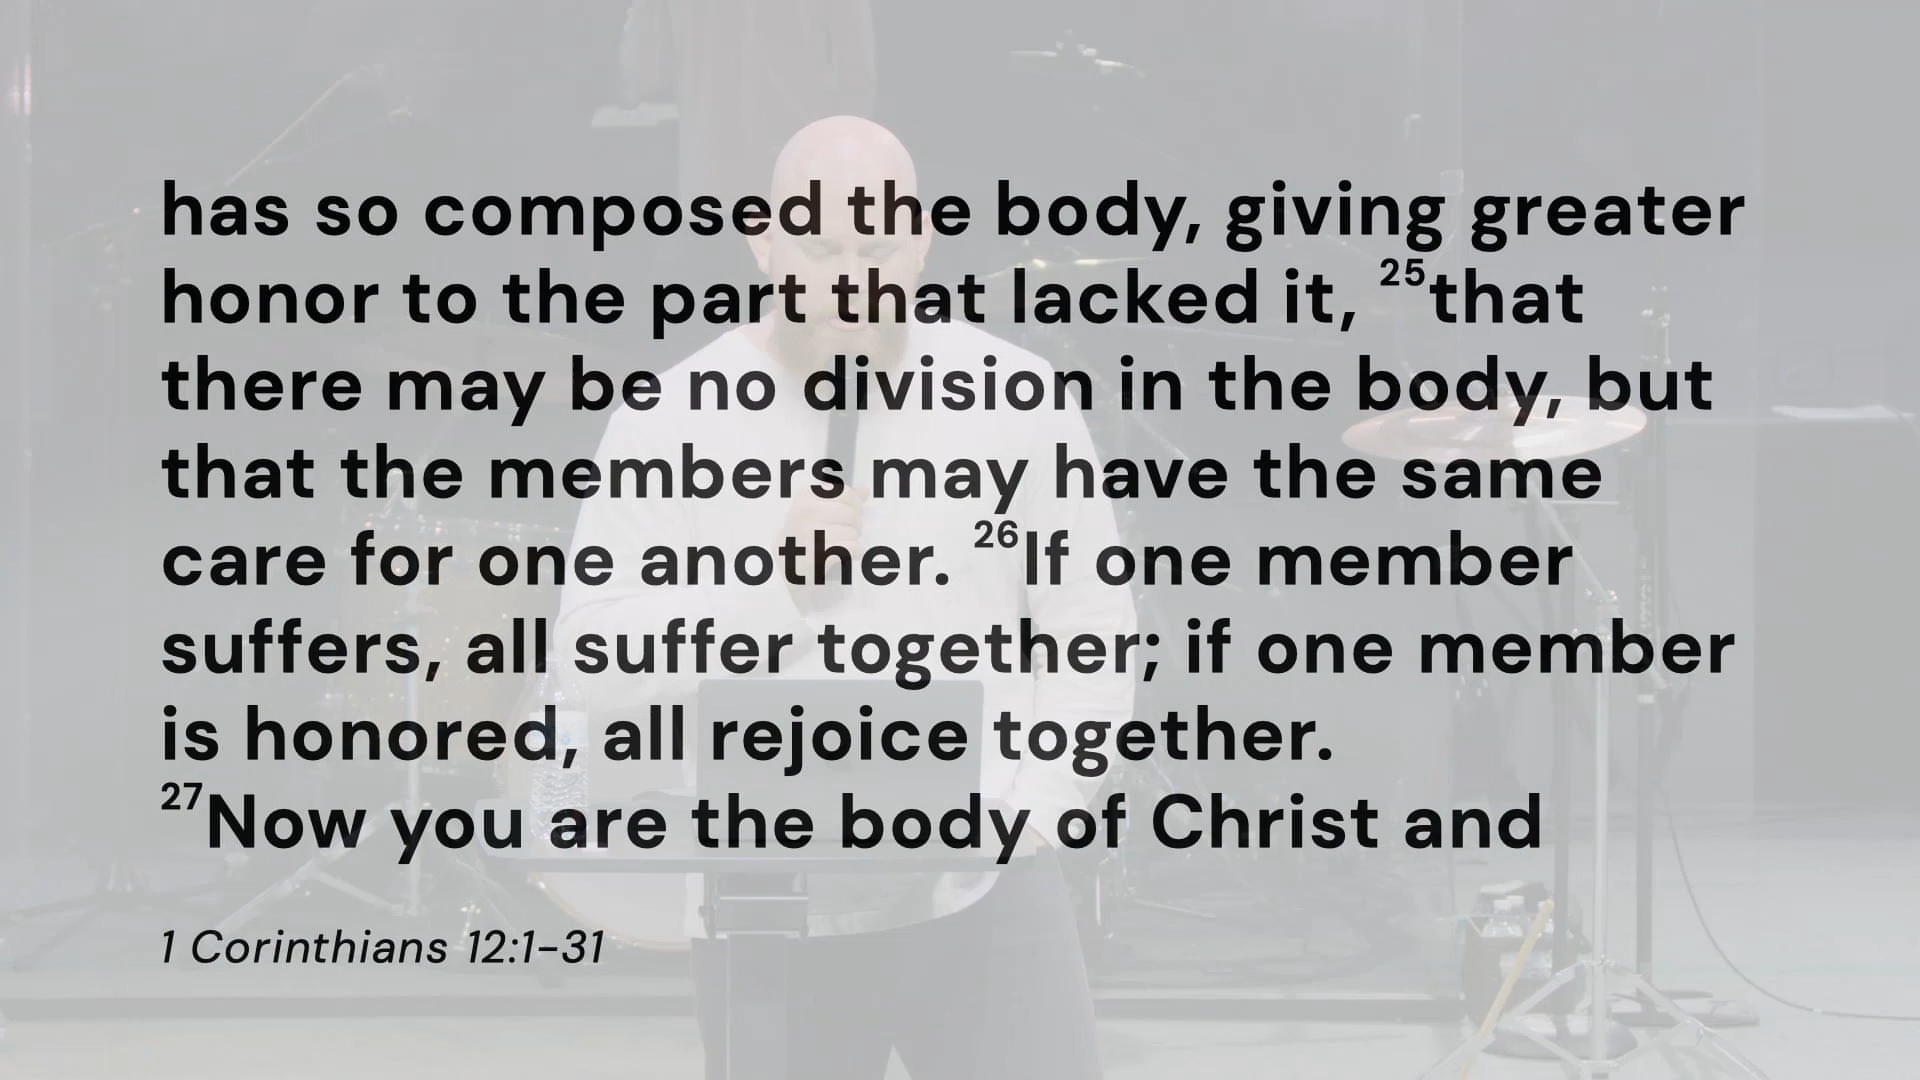 has so composed the body, giving greater
honor to the part that lacked it, 25that
there may be no division in the body, but
that the members may have the same
care for one another. 26If one member
suffers, all suffer together; if one member
is honored, all rejoice together.
27Now you are the body of Christ and
1 Corinthians 12:1–31